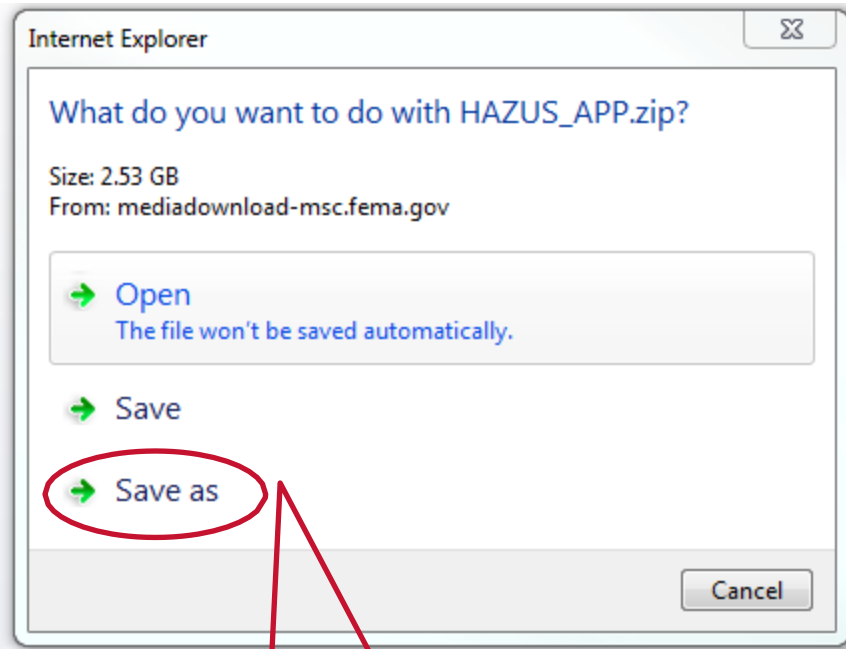 Internet Explorer
What do you want to do with HAZUS_APP.zip?
Size: 2.53 GB
From: mediadownload-msc.fema.gov
Open
The file won't be saved automatically.
Save
Save as
Cancel